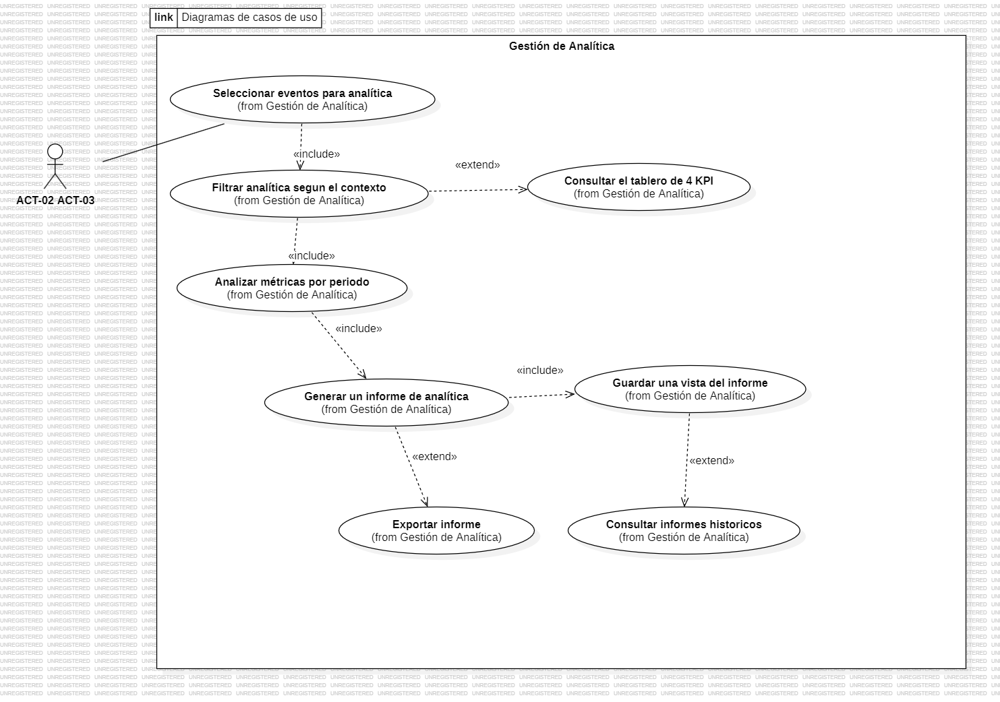 link Diagramas de casos de uso
Gestión de Analítica
Seleccionar eventos para analítica
(from Gestión de Analítica)
«include»
«extend»
ACT-02 ACT-03
Filtrar analítica segun el contexto
(from Gestión de Analítica)
Consultar el tablero de 4 KPI
(from Gestión de Analítica)
«include»
Analizar métricas por periodo
(from Gestión de Analítica)
«include»
«include»
Generar un informe de analítica
(from Gestión de Analítica)
Guardar una vista del informe
(from Gestión de Analítica)
«extend»
«extend»
Exportar informe
(from Gestión de Analítica)
Consultar informes historicos
(from Gestión de Analítica)
UNREGISTERED